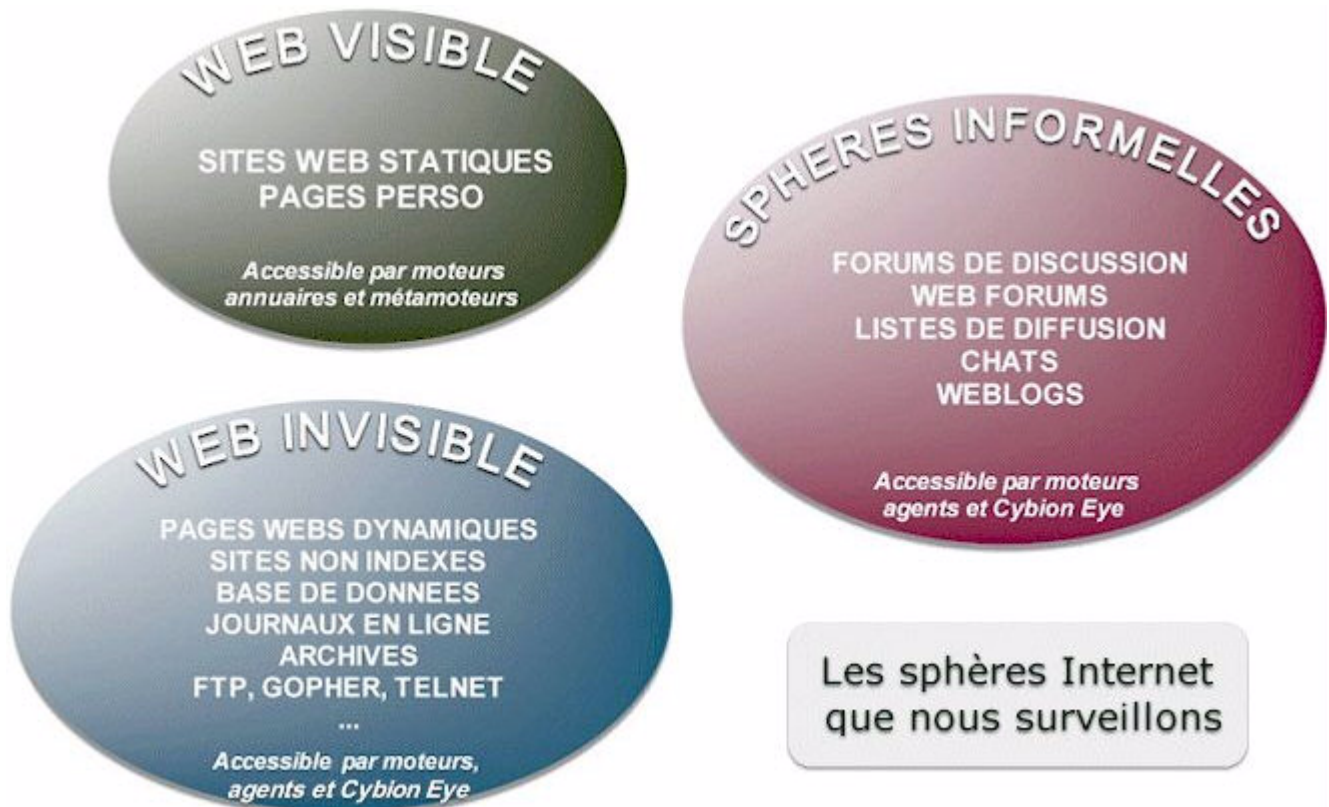 WEB VISIBLE
SITES WEB STATIQUES
PAGES PERSO
Accessible par moteurs
annuaires et métamoteurs
SPHERES INFORMELLES
FORUMS DE DISCUSSION
WEB FORUMS
LISTES DE DIFFUSION
CHATS
WEBLOGS
Accessible par moteurs
agents et Cybion Eye
WEB INVISIBLE
PAGES WEBS DYNAMIQUES
SITES NON INDEXES
BASE DE DONNEES
JOURNAUX EN LIGNE
ARCHIVES
FTP, GOPHER, TELNET
...
Accessible par moteurs,
agents et Cybion Eye
Les sphères Internet
que nous surveillons